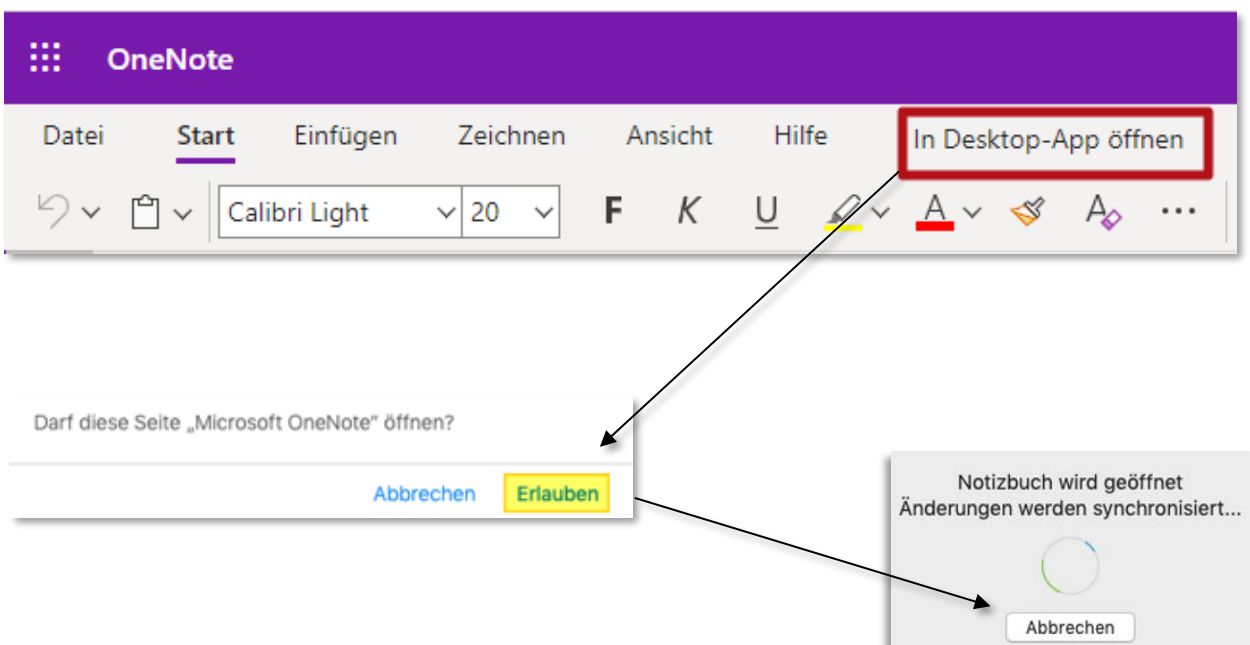 OneNote
Datei Start Einfügen Zeichnen Ansicht Hilfe In Desktop-App öffnen
Calibri Light 20 F K U A A ...
Darf diese Seite „Microsoft OneNote" öffnen?
Abbrechen Erlauben
Notizbuch wird geöffnet
Änderungen werden synchronisiert...
Abbrechen